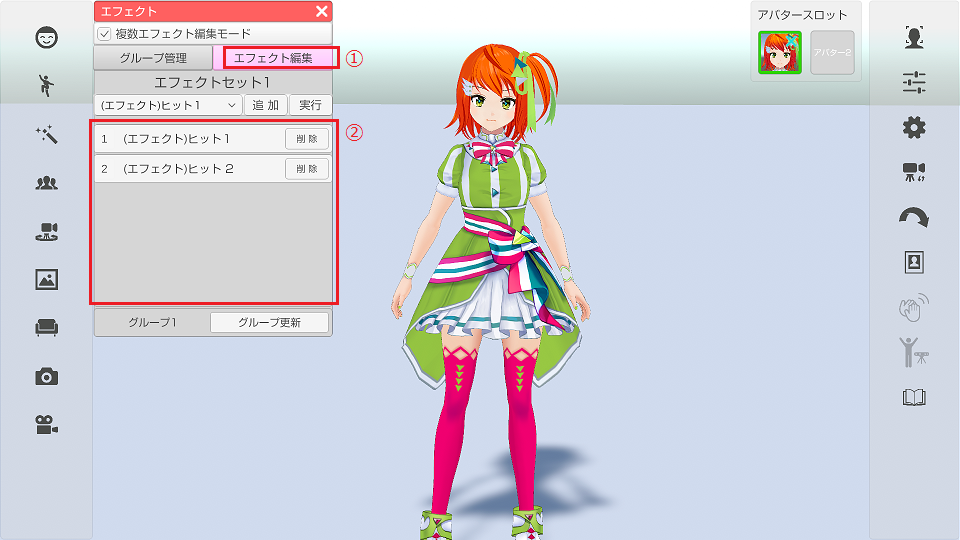 エフェクト
複数エフェクト編集モード
グループ管理 エフェクト編集 ①
エフェクトセット1
(エフェクト)ヒット1 追 加 実行
②
1 (エフェクト)ヒット1 削 除
2 (エフェクト)ヒット2 削 除
グループ1 グループ更新
アバタースロット
アバター2